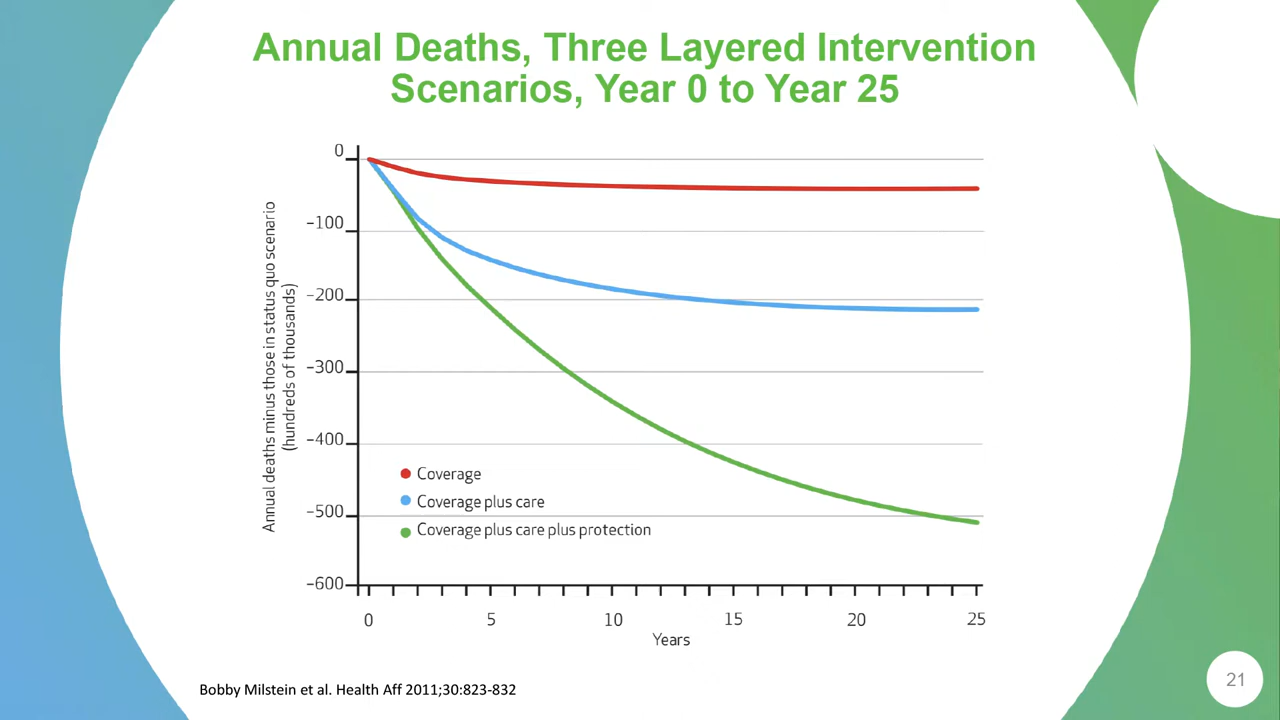 Annual Deaths, Three Layered Intervention
Scenarios, Year 0 to Year 25
Annual deaths minus those in status quo scenario
(hundreds of thousands)
0
−100
−200
−300
−400
−500
−600
Coverage
Coverage plus care
Coverage plus care plus protection
0 5 10 15 20 25
Years
Bobby Milstein et al. Health Aff 2011;30:823-832
21